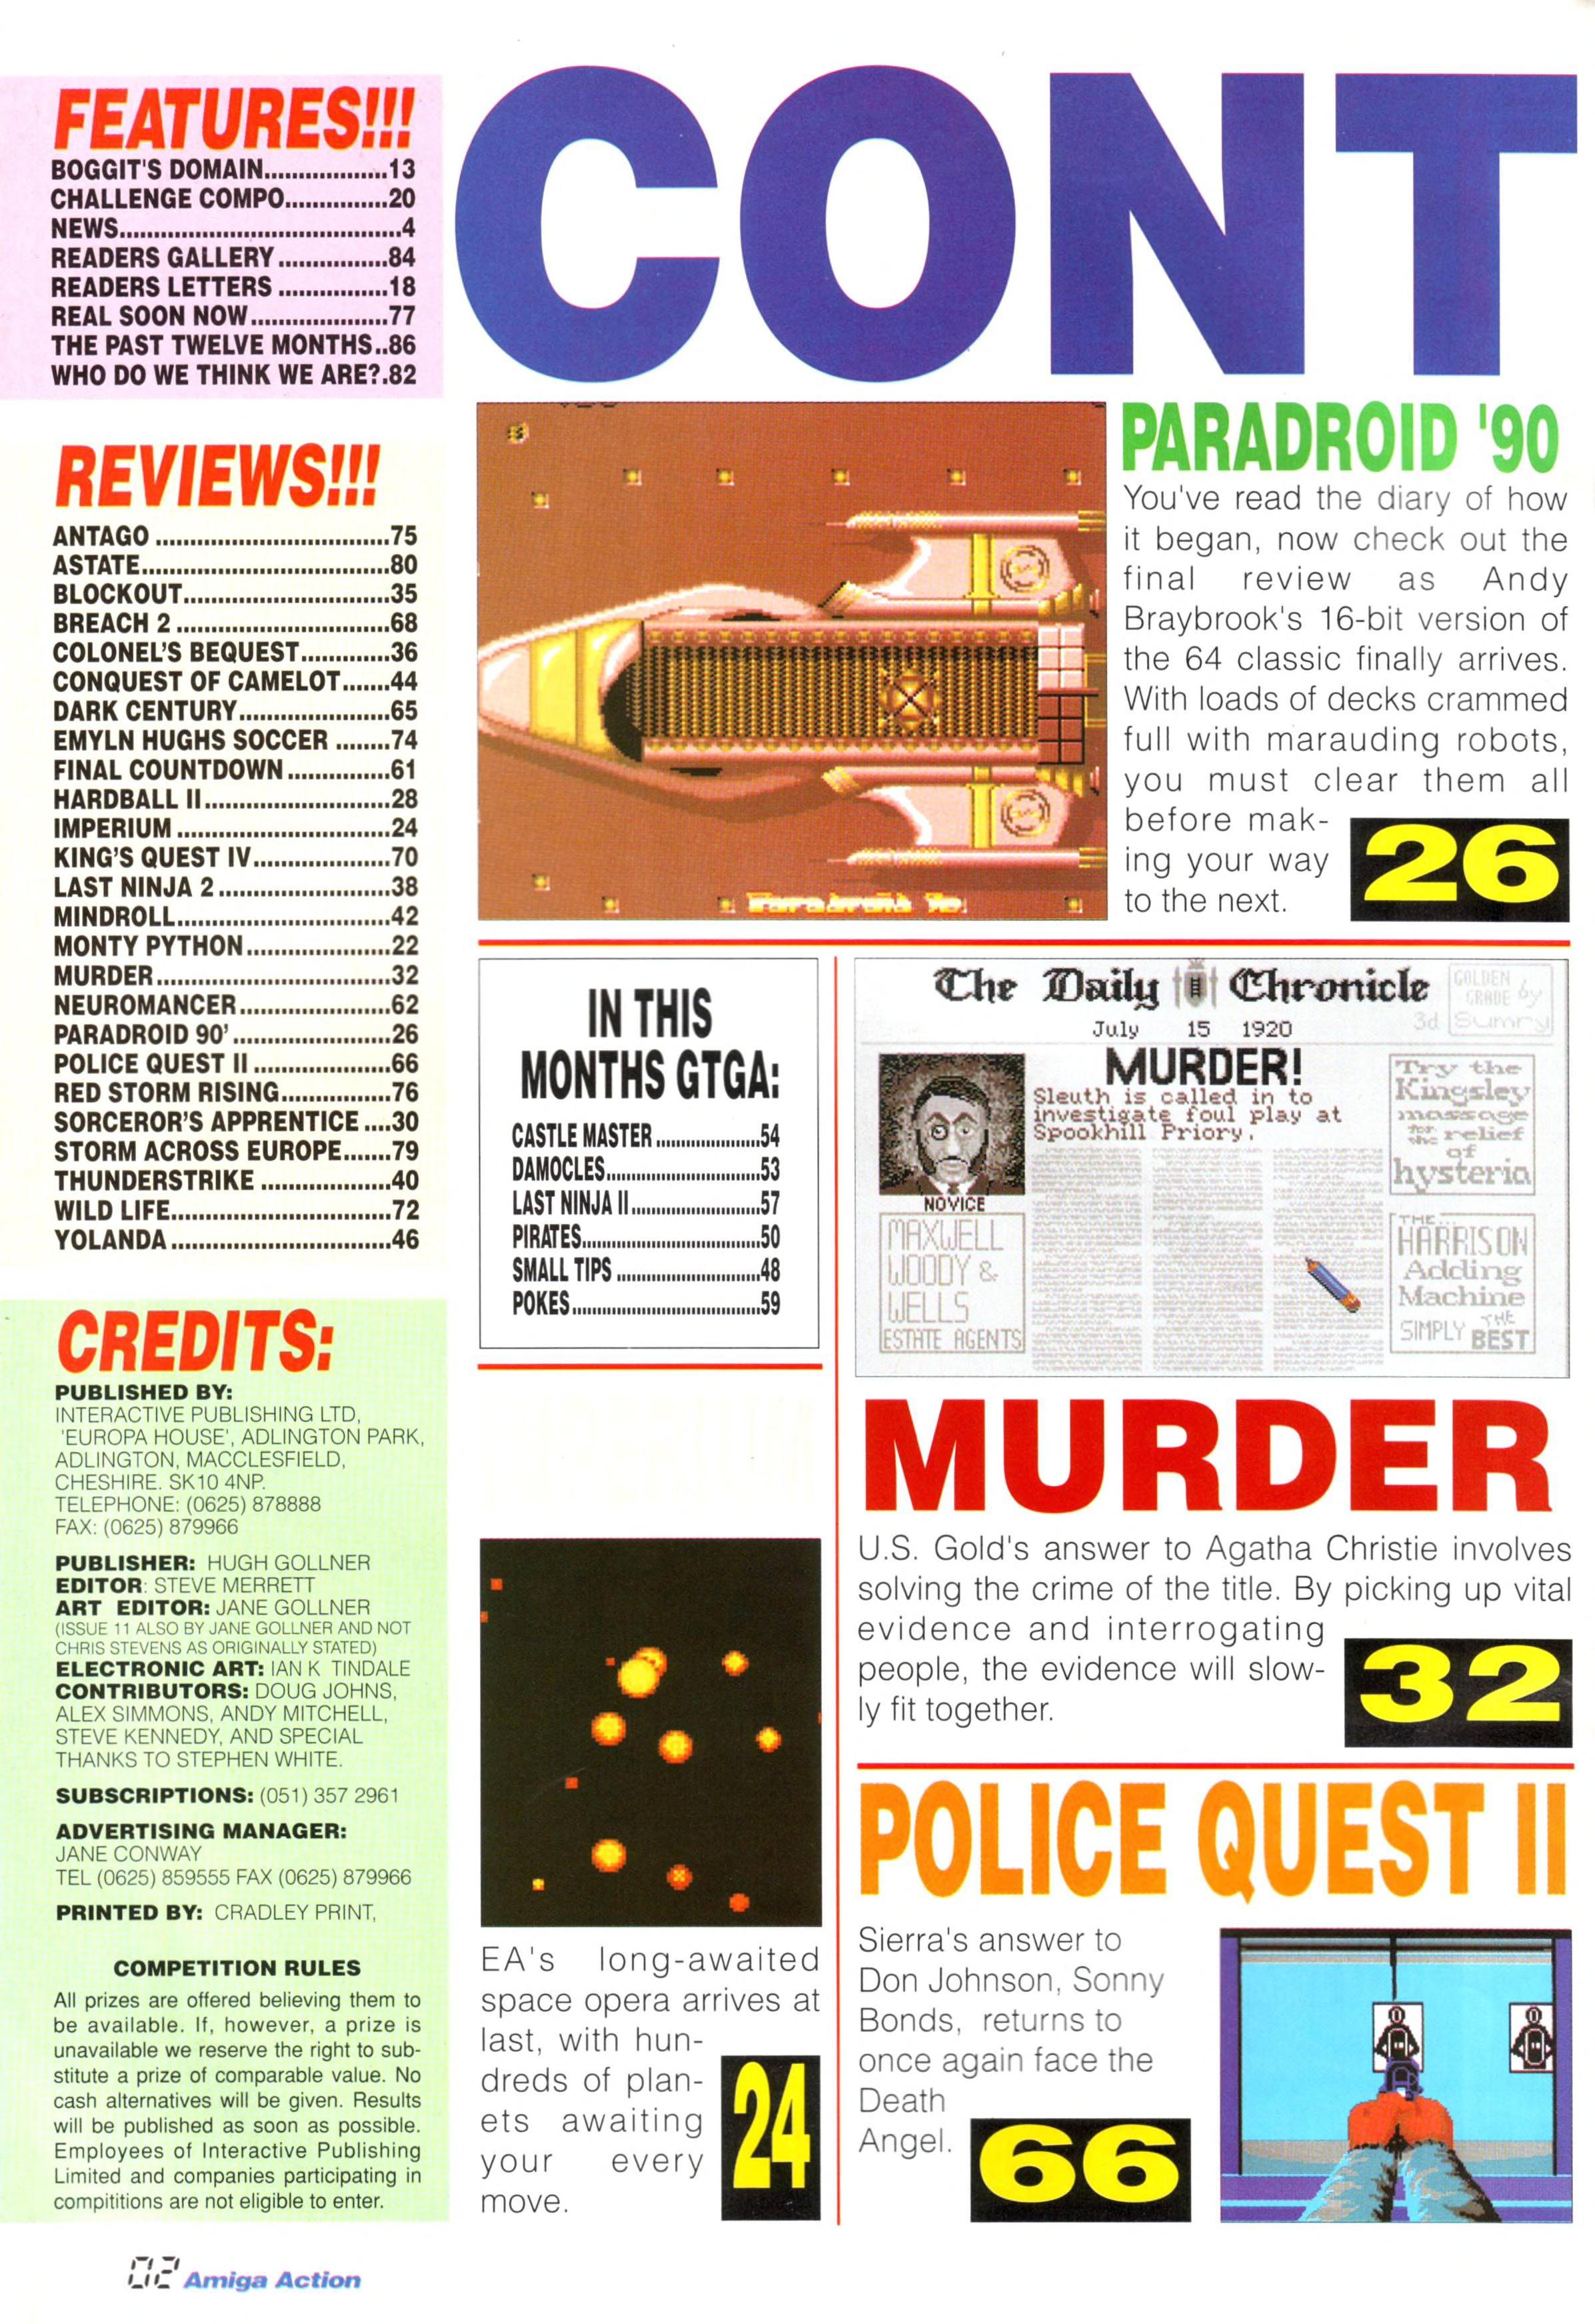 CONT
FEATURES!!!
BOGGIT'S DOMAIN..................13
CHALLENGE COMPO...............20
NEWS.........................................4
READERS GALLERY ................84
READERS LETTERS ................18
REAL SOON NOW....................77
THE PAST TWELVE MONTHS..86
WHO DO WE THINK WE ARE?.82
REVIEWS!!!
ANTAGO ..................................75
ASTATE....................................80
BLOCKOUT..............................35
BREACH 2 ...............................68
COLONEL'S BEQUEST.............36
CONQUEST OF CAMELOT.......44
DARK CENTURY......................65
EMYLN HUGHS SOCCER ........74
FINAL COUNTDOWN...............61
HARDBALL II...........................28
IMPERIUM ...............................24
KING'S QUEST IV....................70
LAST NINJA 2 .........................38
MINDROLL...............................42
MONTY PYTHON.....................22
MURDER..................................32
NEUROMANCER......................62
PARADROID 90'.......................26
POLICE QUEST II ....................66
RED STORM RISING................76
SORCEROR'S APPRENTICE ....30
STORM ACROSS EUROPE.......79
THUNDERSTRIKE ...................40
WILD LIFE................................72
YOLANDA ................................46
CREDITS:
PUBLISHED BY:
INTERACTIVE PUBLISHING LTD,
'EUROPA HOUSE', ADLINGTON PARK,
ADLINGTON, MACCLESFIELD,
CHESHIRE. SK10 4NP.
TELEPHONE: (0625) 878888
FAX: (0625) 879966
PUBLISHER: HUGH GOLLNER
EDITOR: STEVE MERRETT
ART EDITOR: JANE GOLLNER
(ISSUE 11 ALSO BY JANE GOLLNER AND NOT
CHRIS STEVENS AS ORIGINALLY STATED)
ELECTRONIC ART: IAN K TINDALE
CONTRIBUTORS: DOUG JOHNS,
ALEX SIMMONS, ANDY MITCHELL,
STEVE KENNEDY, AND SPECIAL
THANKS TO STEPHEN WHITE.
SUBSCRIPTIONS: (051) 357 2961
ADVERTISING MANAGER:
JANE CONWAY
TEL (0625) 859555 FAX (0625) 879966
PRINTED BY: CRADLEY PRINT,
COMPETITION RULES
All prizes are offered believing them to
be available. If, however, a prize is
unavailable we reserve the right to sub-
stitute a prize of comparable value. No
cash alternatives will be given. Results
will be published as soon as possible.
Employees of Interactive Publishing
Limited and companies participating in
compititions are not eligible to enter.
Paradroid 90.
PARADROID '90
You've read the diary of how
it began, now check out the
final review as Andy
Braybrook's 16-bit version of
the 64 classic finally arrives.
With loads of decks crammed
full with marauding robots,
you must clear them all
before mak-
ing your way
to the next.
26
IN THIS
MONTHS GTGA:
CASTLE MASTER ....................54
DAMOCLES..............................53
LAST NINJA II.........................57
PIRATES...................................50
SMALL TIPS ............................48
POKES.....................................59
The Daily Chronicle
July 15 1920
GOLDEN
GRADE by
3d Sumry
MURDER!
Sleuth is called in to
investigate foul play at
Spookhill Priory.
NOVICE
MAXWELL
WOODY &
WELLS
ESTATE AGENTS
Try the
Kingsley
massage
for the relief
of
hysteria
THE...
HARRISON
Adding
Machine
SIMPLY THE
BEST
MURDER
U.S. Gold's answer to Agatha Christie involves
solving the crime of the title. By picking up vital
evidence and interrogating
people, the evidence will slow-
ly fit together.
32
EA's long-awaited
space opera arrives at
last, with hun-
dreds of plan-
ets awaiting
your every
move.
24
POLICE QUEST II
Sierra's answer to
Don Johnson, Sonny
Bonds, returns to
once again face the
Death
Angel.
66
02 Amiga Action